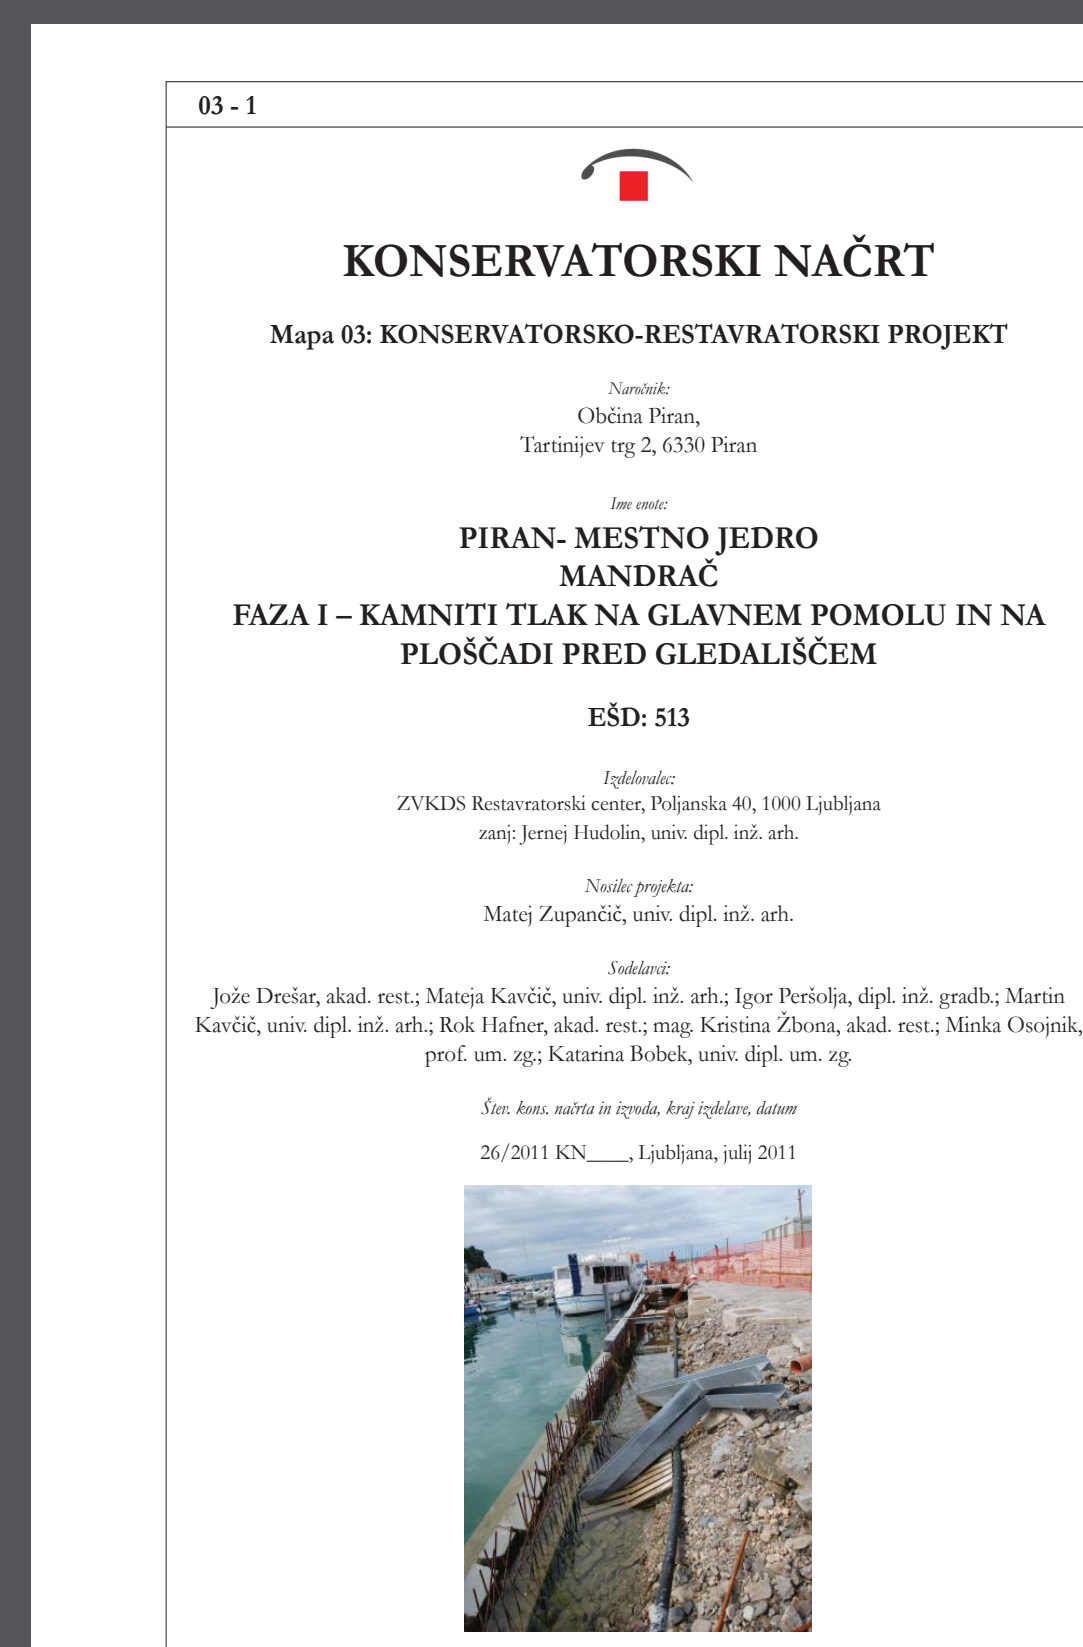 03 - 1
KONSERVATORSKI NAČRT
Mapa 03: KONSERVATORSKO-RESTAVRATORSKI PROJEKT
Naročnik:
Občina Piran,
Tartinijev trg 2, 6330 Piran
Ime enote:
PIRAN- MESTNO JEDRO
MANDRAČ
FAZA I – KAMNITI TLAK NA GLAVNEM POMOLU IN NA
PLOŠČADI PRED GLEDALIŠČEM
EŠD: 513
Izdelovalec:
ZVKDS Restavratorski center, Poljanska 40, 1000 Ljubljana
zanj: Jernej Hudolin, univ. dipl. inž. arh.
Nosilec projekta:
Matej Zupančič, univ. dipl. inž. arh.
Sodelavci:
Jože Drešar, akad. rest.; Mateja Kavčič, univ. dipl. inž. arh.; Igor Peršolja, dipl. inž. gradb.; Martin
Kavčič, univ. dipl. inž. arh.; Rok Hafner, akad. rest.; mag. Kristina Žbona, akad. rest.; Minka Osojnik,
prof. um. zg.; Katarina Bobek, univ. dipl. um. zg.
Štev. kons. načrta in izvoda, kraj izdelave, datum
26/2011 KN____, Ljubljana, julij 2011